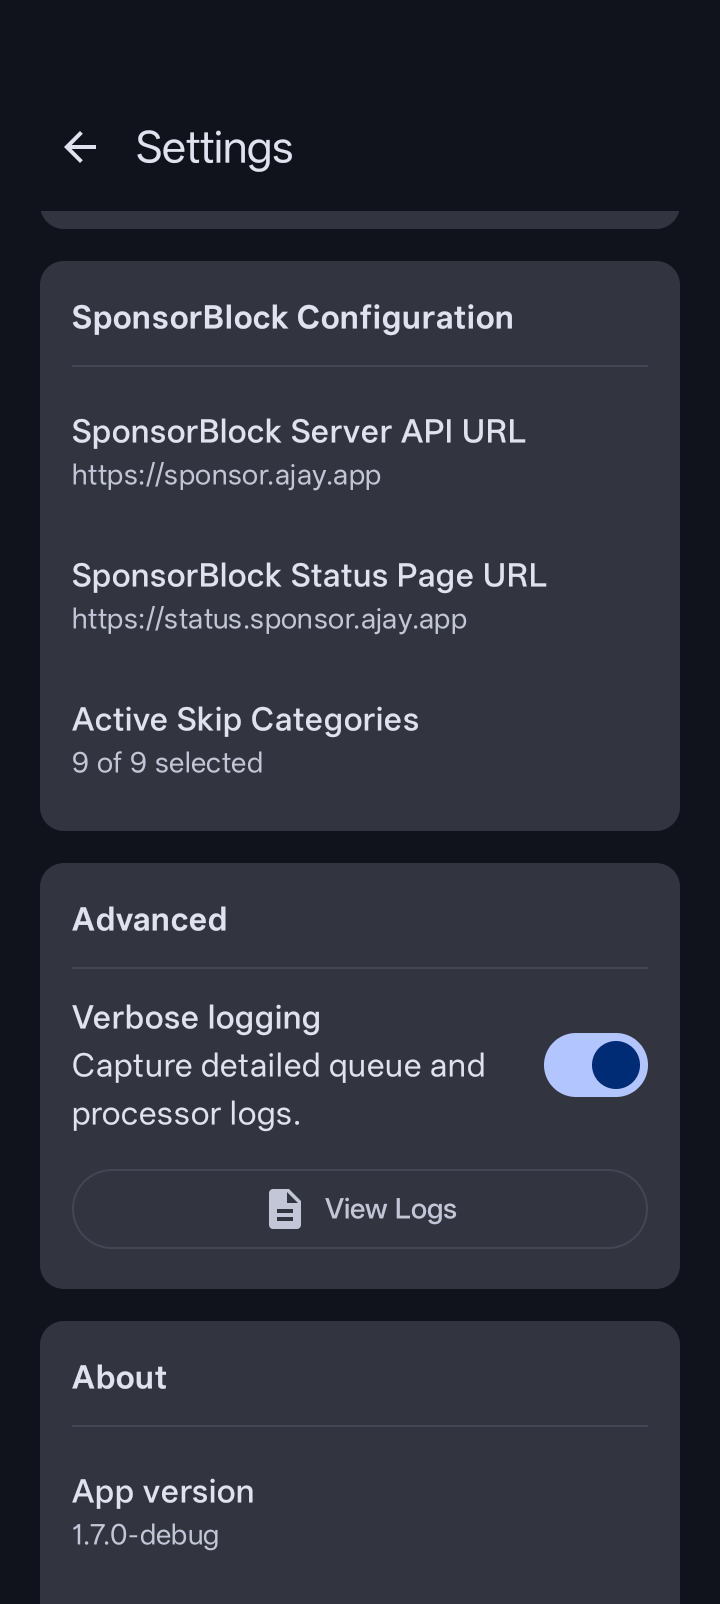 Settings
SponsorBlock Configuration
SponsorBlock Server API URL
https://sponsor.ajay.app
SponsorBlock Status Page URL
https://status.sponsor.ajay.app
Active Skip Categories
9 of 9 selected
Advanced
Verbose logging
Capture detailed queue and
processor logs.
View Logs
About
App version
1.7.0-debug